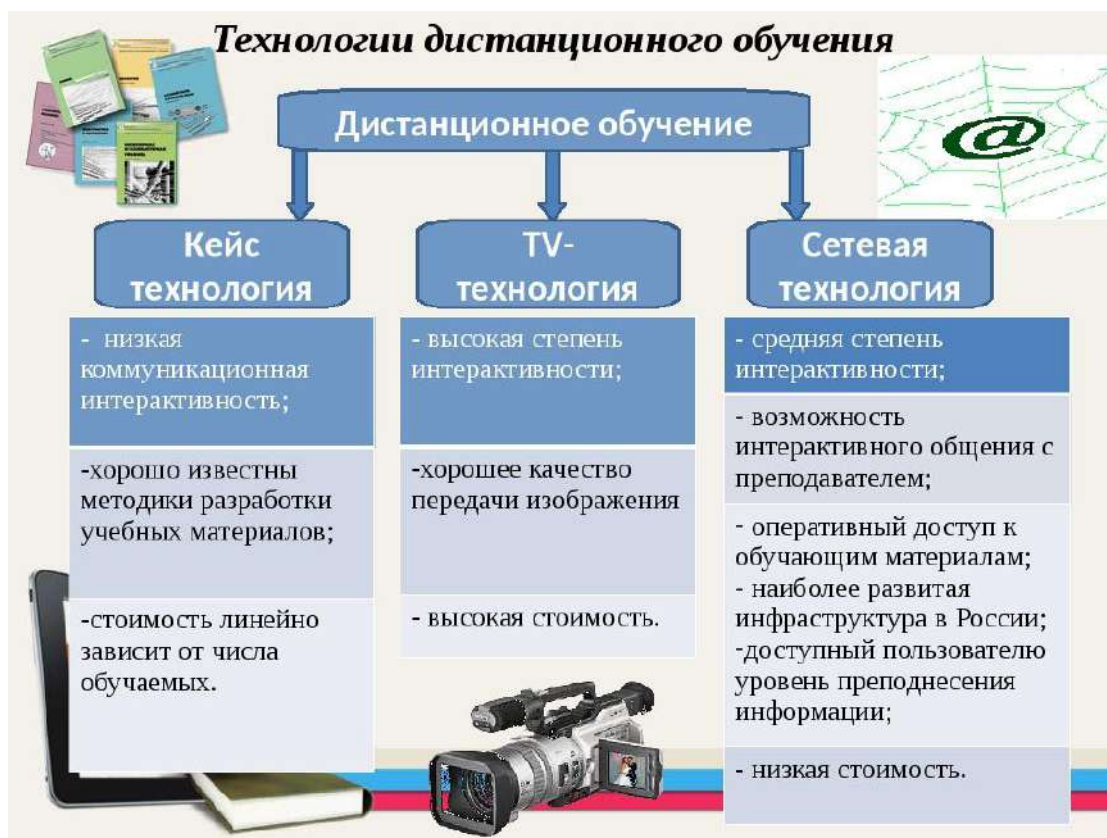 Технологии дистанционного обучения
Дистанционное обучение
Кейс
технология
- низкая
коммуникационная
интерактивность;
-хорошо известны
методики разработки
учебных материалов;
-стоимость линейно
зависит от числа
обучаемых.
TV-
технология
- высокая степень
интерактивности;
-хорошее качество
передачи изображения
- высокая стоимость.
Сетевая
технология
- средняя степень
интерактивности;
- возможность
интерактивного общения с
преподавателем;
- оперативный доступ к
обучающим материалам;
- наиболее развитая
инфраструктура в России;
-доступный пользователю
уровень преподнесения
информации;
- низкая стоимость.
@